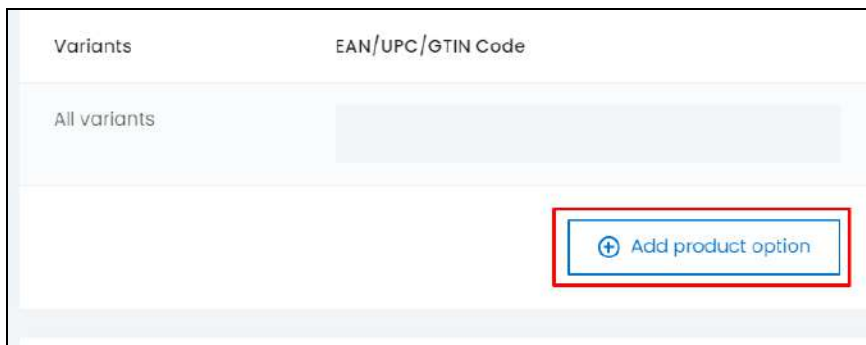 Variants EAN/UPC/GTIN Code
All variants
Add product option